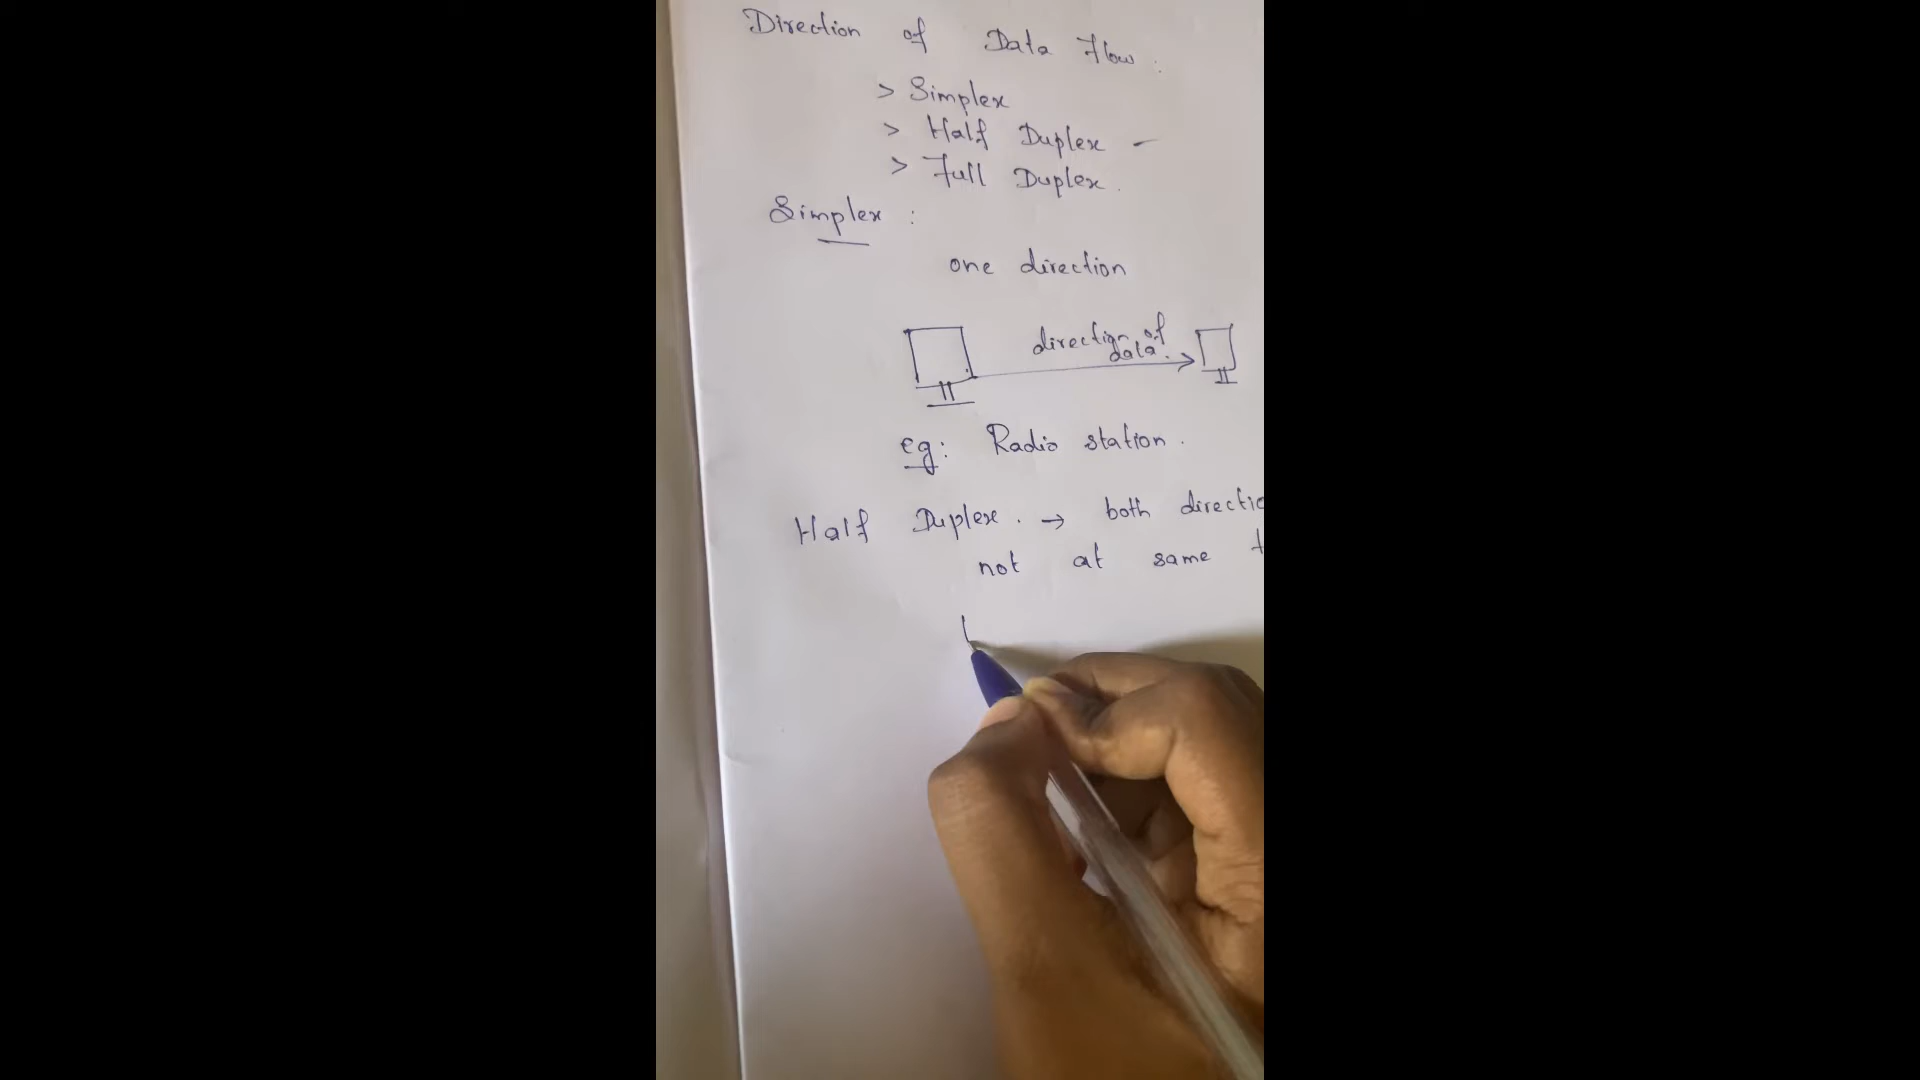 Direction of Data Flow :
> Simplex
> Half Duplex -
> Full Duplex.
Simplex :
one direction
direction of
data.
eg: Radio station.
Half Duplex. → both directio
not at same t